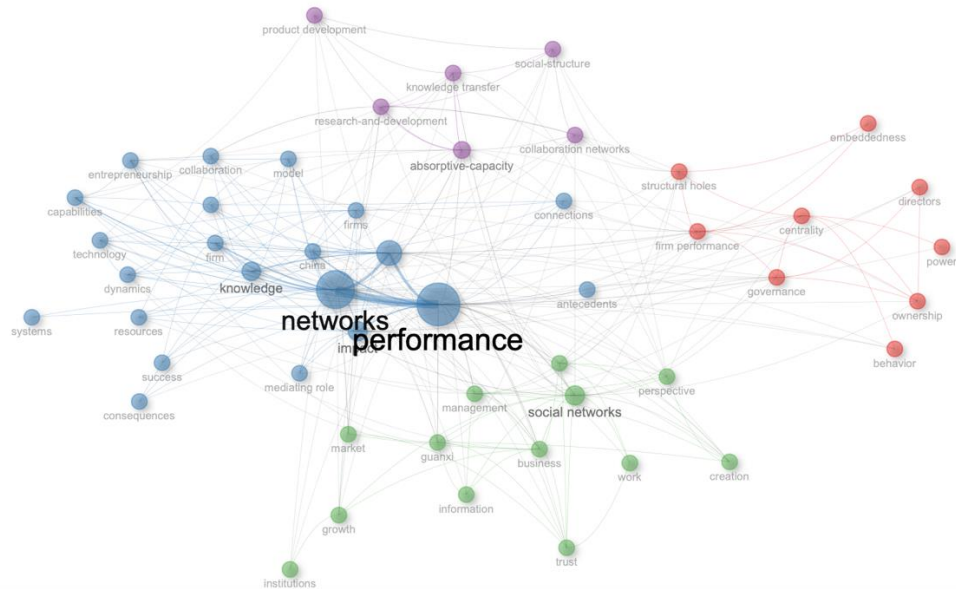 product development
social-structure
knowledge transfer
research-and-development
embeddedness
collaboration networks
absorptive-capacity
entrepreneurship
collaboration
model
structural holes
directors
capabilities
firms
connections
centrality
technology
firm
china
firm performance
power
dynamics
knowledge
governance
antecedents
ownership
systems
resources
networks
performance
impact
success
mediating role
behavior
consequences
management
social networks
perspective
market
guanxi
business
work
creation
information
growth
trust
institutions